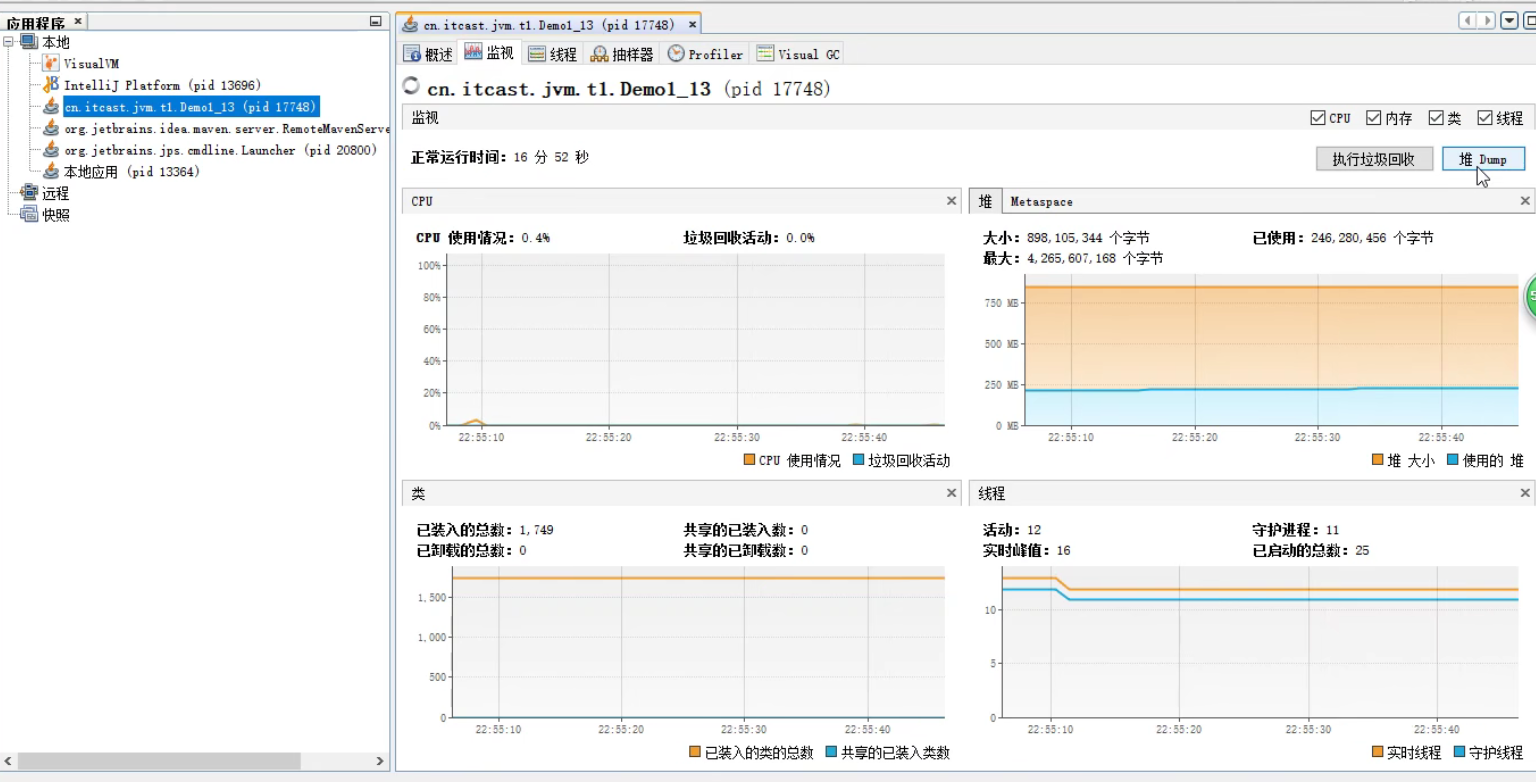 应用程序 ×
本地
VisualVM
IntelliJ Platform (pid 13696)
cn.itcast.jvm.t1.Demo1_13 (pid 17748)
org.jetbrains.idea.maven.server.RemoteMavenServe
org.jetbrains.jps.cmdline.Launcher (pid 20800)
本地应用 (pid 13364)
远程
快照
cn.itcast.jvm.t1.Demo1_13 (pid 17748) ×
概述 监视 线程 抽样器 Profiler Visual GC
cn.itcast.jvm.t1.Demo1_13 (pid 17748)
监视 CPU 内存 类 线程
正常运行时间: 16 分 52 秒 执行垃圾回收 堆 Dump
CPU ×
CPU 使用情况: 0.4% 垃圾回收活动: 0.0%
100%
80%
60%
40%
20%
0%
22:55:10 22:55:20 22:55:30 22:55:40
CPU 使用情况 垃圾回收活动
堆 Metaspace ×
大小: 898,105,344 个字节 已使用: 246,280,456 个字节
最大: 4,265,607,168 个字节
750 MB
500 MB
250 MB
0 MB
22:55:10 22:55:20 22:55:30 22:55:40
堆 大小 使用的 堆
类 ×
已装入的总数: 1,749 共享的已装入数: 0
已卸载的总数: 0 共享的已卸载数: 0
1,500
1,000
500
0
22:55:10 22:55:20 22:55:30 22:55:40
已装入的类的总数 共享的已装入类数
线程 ×
活动: 12 守护进程: 11
实时峰值: 16 已启动的总数: 25
10
5
0
22:55:10 22:55:20 22:55:30 22:55:40
实时线程 守护线程